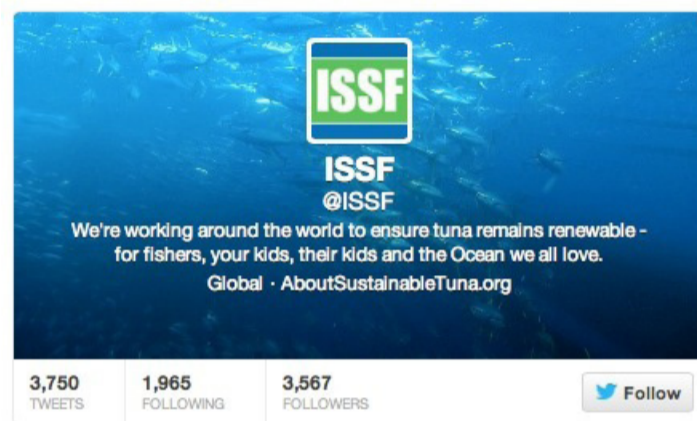 ISSF
ISSF
@ISSF
We're working around the world to ensure tuna remains renewable -
for fishers, your kids, their kids and the Ocean we all love.
Global · AboutSustainableTuna.org
3,750 1,965 3,567
TWEETS FOLLOWING FOLLOWERS
Follow